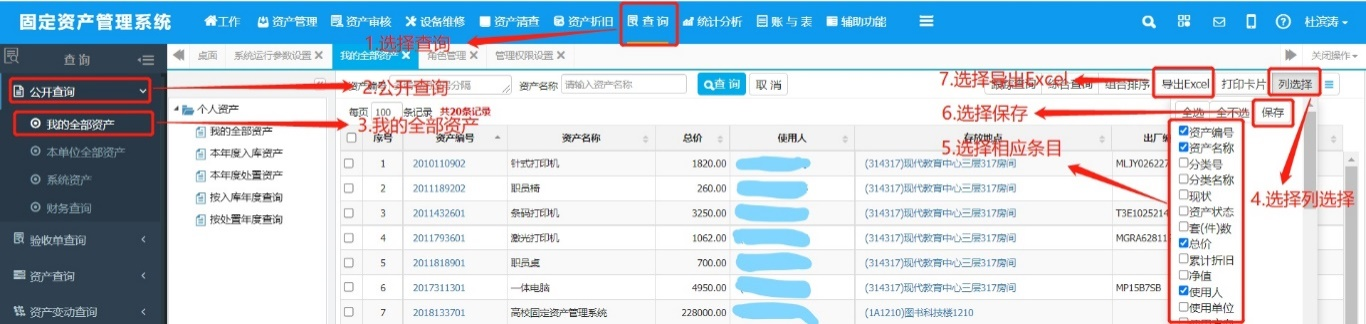 固定资产管理系统 工作 资产管理 资产审核 设备维修 资产清查 资产折旧 查询 统计分析 账与表 辅助功能 杜滨涛
查询 桌面 系统运行参数设置 我的全部资产 角色管理 管理权限设置 关闭操作
1.选择查询
公开查询
我的全部资产
本单位全部资产
系统资产
财务查询
验收单查询
资产查询
资产变动查询
2.公开查询
3.我的全部资产
个人资产
我的全部资产
本年度入库资产
本年度处置资产
按入库年度查询
按处置年度查询
资产名称 请输入资产名称 查询 取消 组合排序 导出Excel 打印卡片 列选择
7.选择导出Excel
每页 100 条记录 共20条记录
6.选择保存
全选 全不选 保存
序号 资产编号 资产名称 总价 使用人 存放地点
1 2010110902 针式打印机 1820.00 (314317)现代教育中心三层317房间 MLJY026227
2 2011189202 职员椅 260.00 (314317)现代教育中心三层317房间
3 2011432601 条码打印机 3250.00 (314317)现代教育中心三层317房间 T3E1025214
4 2011793601 激光打印机 1062.00 (314317)现代教育中心三层317房间 MGRA62811
5 2011818901 职员桌 700.00 (314317)现代教育中心三层317房间
6 2017311301 一体电脑 4950.00 (314317)现代教育中心三层317房间 MP15B7SB
7 2018133701 高校固定资产管理系统 228000.00 (1A1210)图书科技楼1210
5.选择相应条目
4.选择列选择
资产编号
资产名称
分类号
分类名称
现状
资产状态
套(件)数
总价
累计折旧
净值
使用人
使用单位